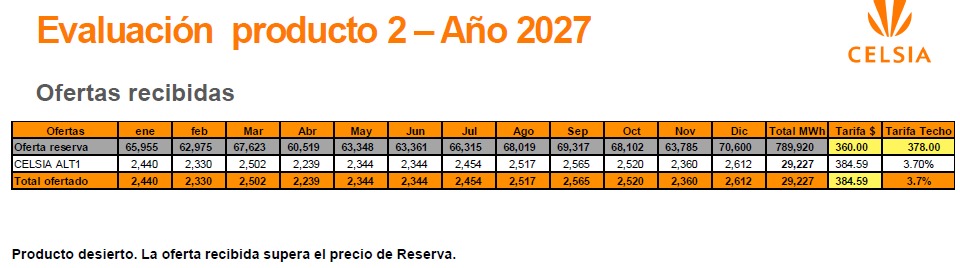 Evaluación producto 2 – Año 2027
CELSIA
Ofertas recibidas
Ofertas ene feb Mar Abr May Jun Jul Ago Sep Oct Nov Dic Total MWh Tarifa $ Tarifa Techo
Oferta reserva 65,955 62,975 67,623 60,519 63,348 63,361 66,315 68,019 69,317 68,102 63,785 70,600 789,920 360.00 378.00
CELSIA ALT1 2,440 2,330 2,502 2,239 2,344 2,344 2,454 2,517 2,565 2,520 2,360 2,612 29,227 384.59 3.70%
Total ofertado 2,440 2,330 2,502 2,239 2,344 2,344 2,454 2,517 2,565 2,520 2,360 2,612 29,227 384.59 3.7%
Producto desierto. La oferta recibida supera el precio de Reserva.